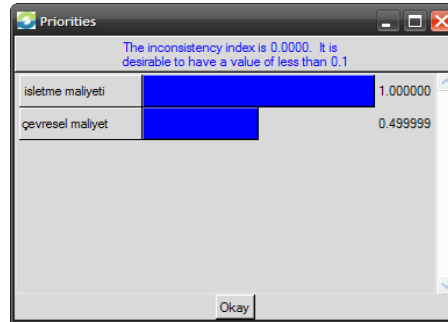 Priorities
The inconsistency index is 0.0000. It is
desirable to have a value of less than 0.1
isletme maliyeti 1.000000
çevresel maliyet 0.499999
Okay